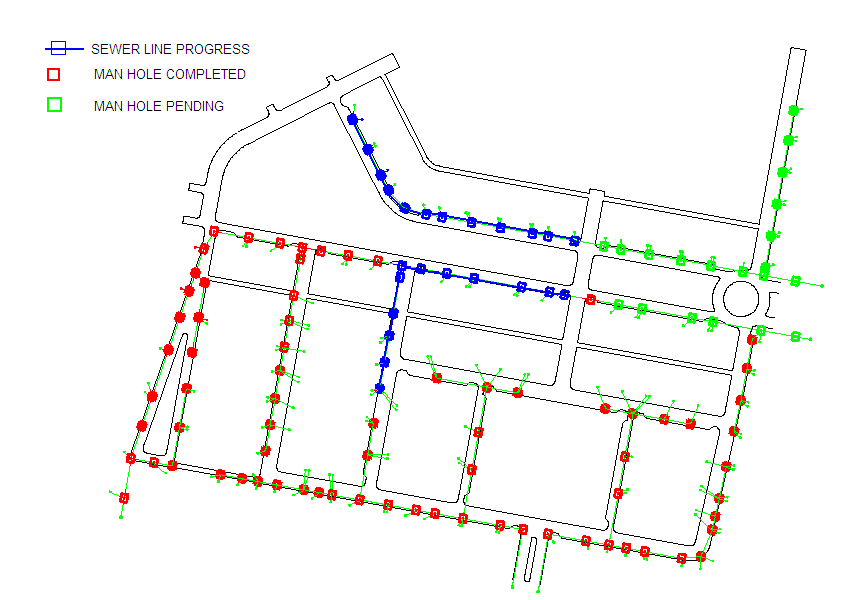 SEWER LINE PROGRESS
MAN HOLE COMPLETED
MAN HOLE PENDING